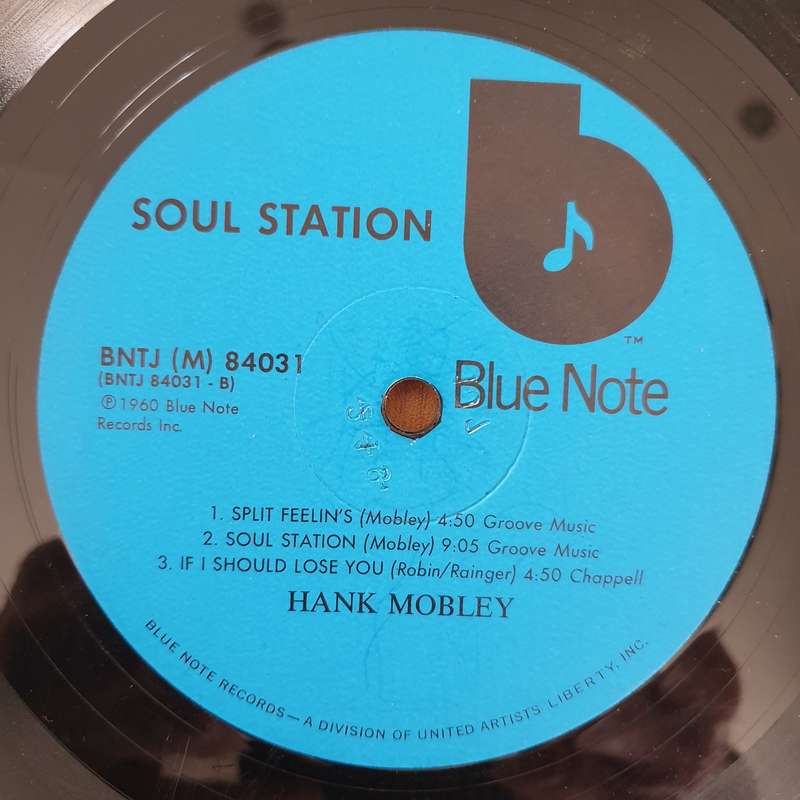 SOUL STATION
TM
Blue Note
BNTJ (M) 84031
(BNTJ 84031 - B)
Ⓟ1960 Blue Note
Records Inc.
1. SPLIT FEELIN'S (Mobley) 4:50 Groove Music
2. SOUL STATION (Mobley) 9:05 Groove Music
3. IF I SHOULD LOSE YOU (Robin/Rainger) 4:50 Chappell
HANK MOBLEY
BLUE NOTE RECORDS—A DIVISION OF UNITED ARTISTS LIBERTY, INC.